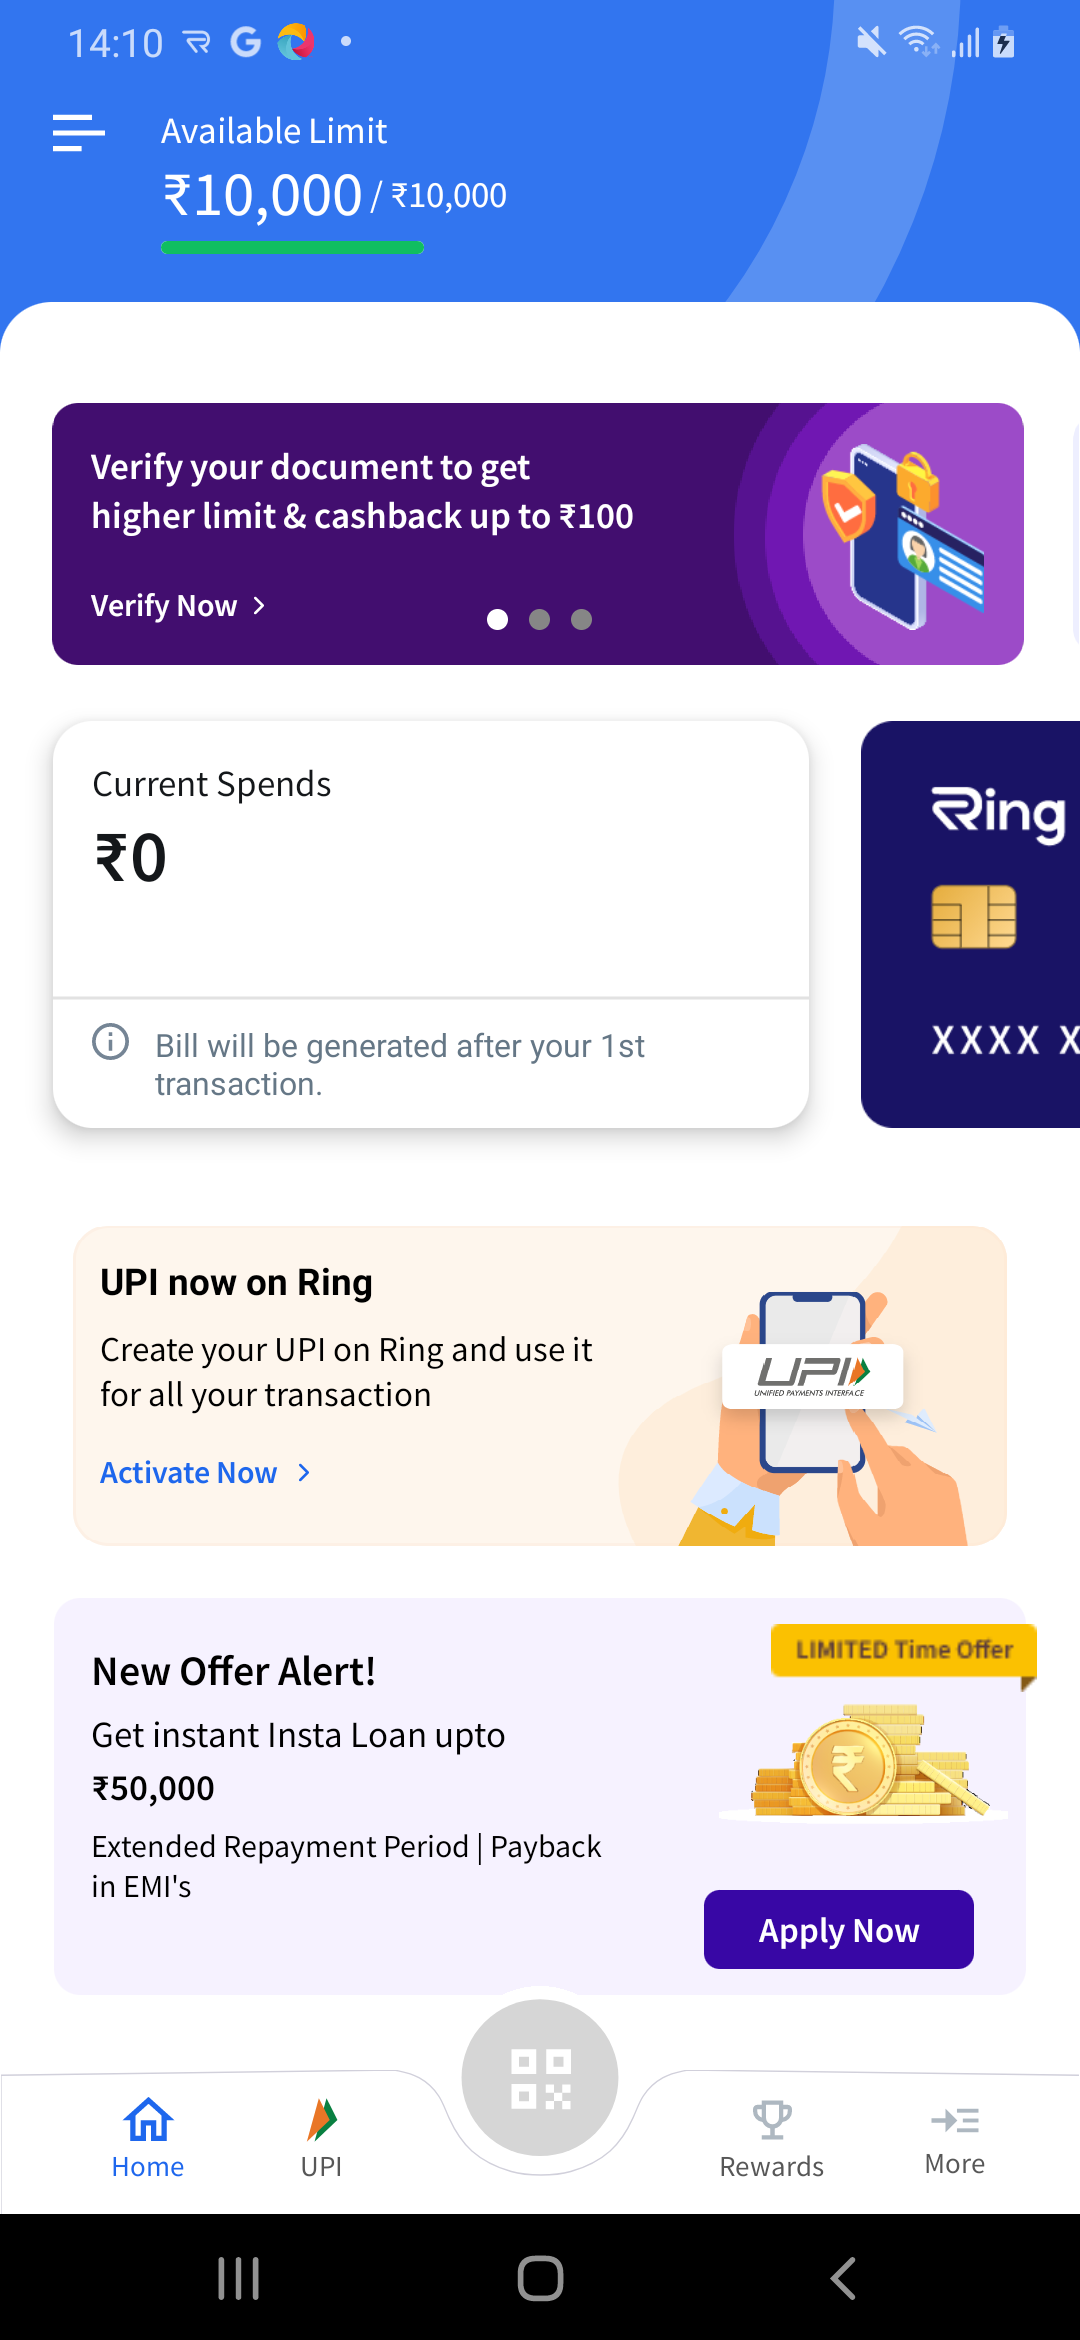 14:10
Available Limit
₹10,000 / ₹10,000
Verify your document to get
higher limit & cashback up to ₹100
Verify Now
Current Spends
₹0
Bill will be generated after your 1st
transaction.
Ring
XXXX X
UPI now on Ring
Create your UPI on Ring and use it
for all your transaction
Activate Now
UPI
UNIFIED PAYMENTS INTERFACE
LIMITED Time Offer
New Offer Alert!
Get instant Insta Loan upto
₹50,000
Extended Repayment Period | Payback
in EMI's
Apply Now
Home
UPI
Rewards
More